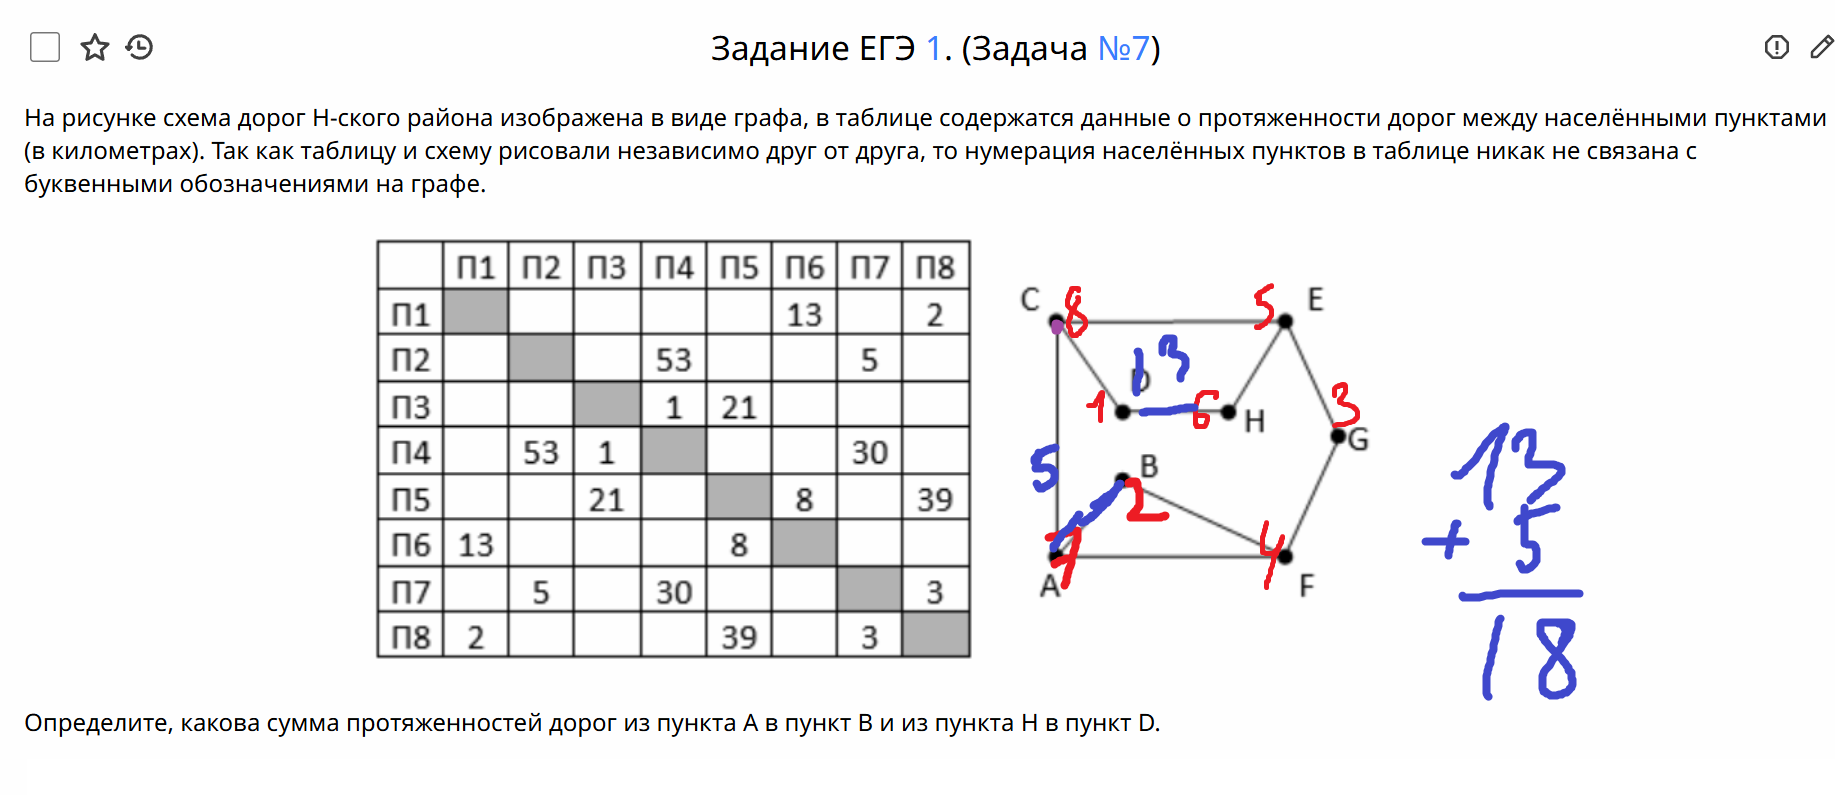 Задание ЕГЭ 1. (Задача №7)
На рисунке схема дорог Н-ского района изображена в виде графа, в таблице содержатся данные о протяженности дорог между населёнными пунктами
(в километрах). Так как таблицу и схему рисовали независимо друг от друга, то нумерация населённых пунктов в таблице никак не связана с
буквенными обозначениями на графе.
П1 П2 П3 П4 П5 П6 П7 П8
П1 13 2
П2 53 5
П3 1 21
П4 53 1 30
П5 21 8 39
П6 13 8
П7 5 30 3
П8 2 39 3
C 8 5 E
13
D
1 6 H
3 G
5
B
2
7 4
A F
13
+ 5
18
Определите, какова сумма протяженностей дорог из пункта A в пункт B и из пункта H в пункт D.